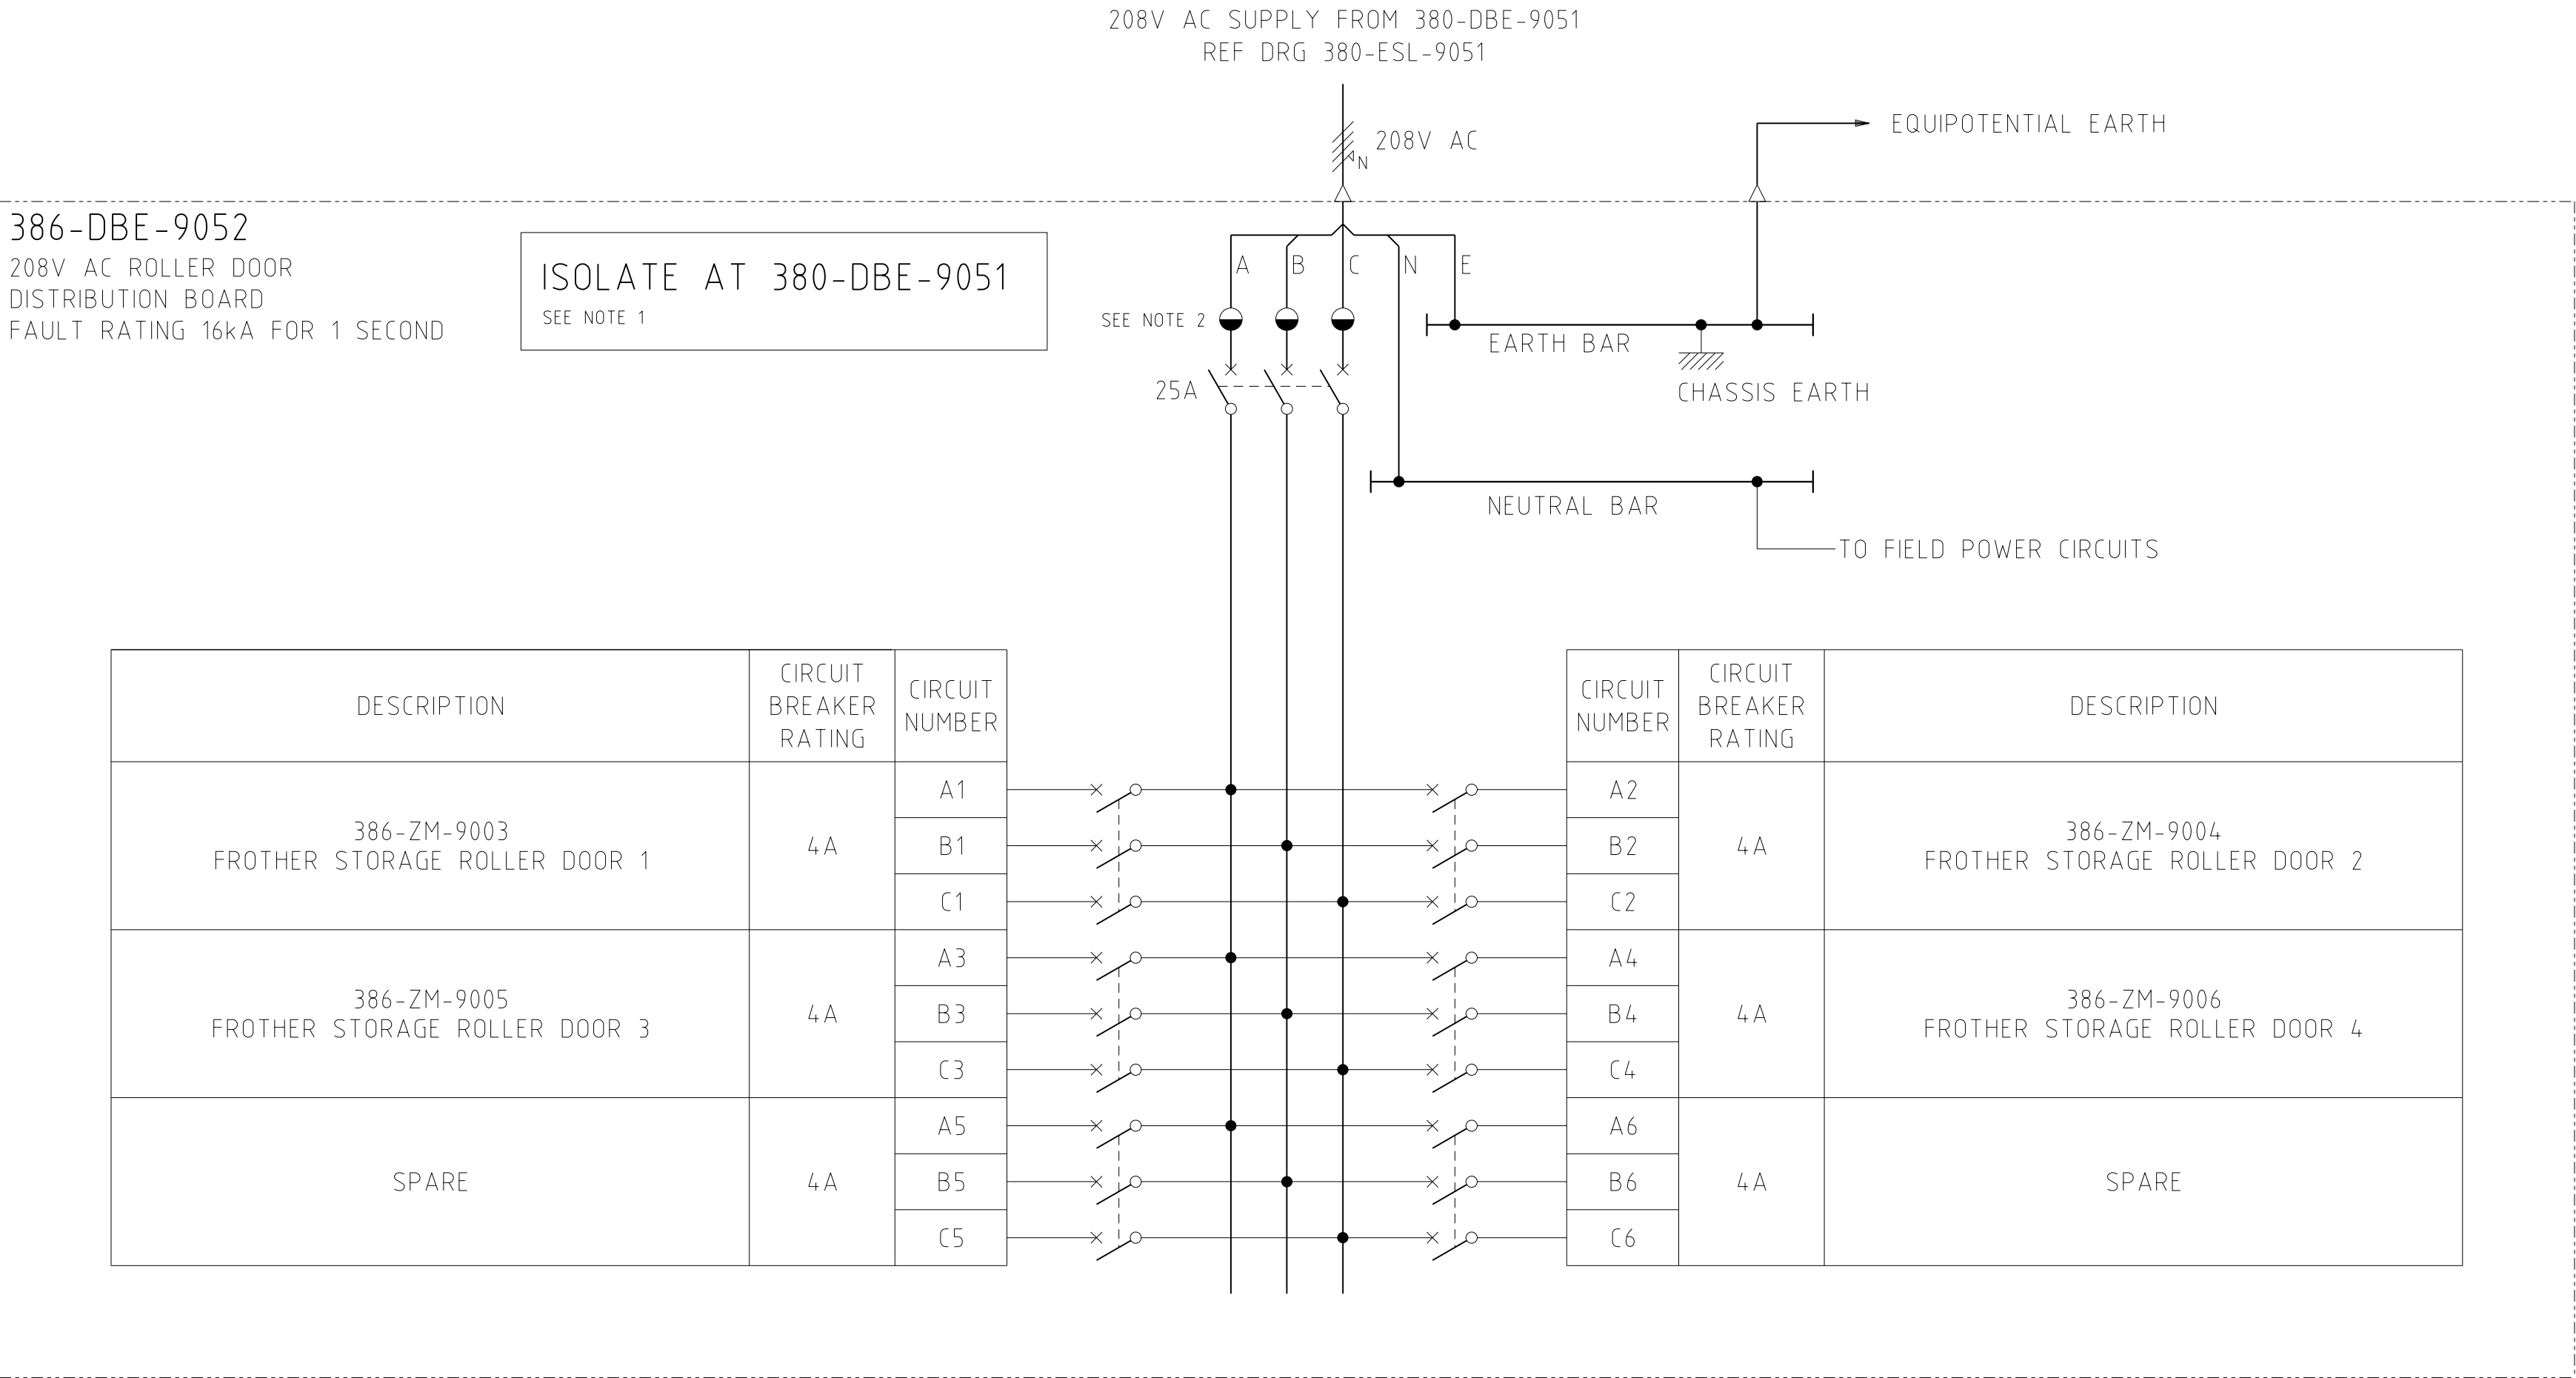 208V AC SUPPLY FROM 380-DBE-9051
REF DRG 380-ESL-9051
208V AC
N
EQUIPOTENTIAL EARTH
386-DBE-9052
208V AC ROLLER DOOR
DISTRIBUTION BOARD
FAULT RATING 16kA FOR 1 SECOND
ISOLATE AT 380-DBE-9051
SEE NOTE 1
A B C N E
SEE NOTE 2
25A
EARTH BAR
CHASSIS EARTH
NEUTRAL BAR
TO FIELD POWER CIRCUITS
DESCRIPTION
CIRCUIT
BREAKER
RATING
CIRCUIT
NUMBER
386-ZM-9003
FROTHER STORAGE ROLLER DOOR 1
4A
A1
B1
C1
386-ZM-9005
FROTHER STORAGE ROLLER DOOR 3
4A
A3
B3
C3
SPARE
4A
A5
B5
C5
CIRCUIT
NUMBER
CIRCUIT
BREAKER
RATING
DESCRIPTION
A2
B2
C2
4A
386-ZM-9004
FROTHER STORAGE ROLLER DOOR 2
A4
B4
C4
4A
386-ZM-9006
FROTHER STORAGE ROLLER DOOR 4
A6
B6
C6
4A
SPARE